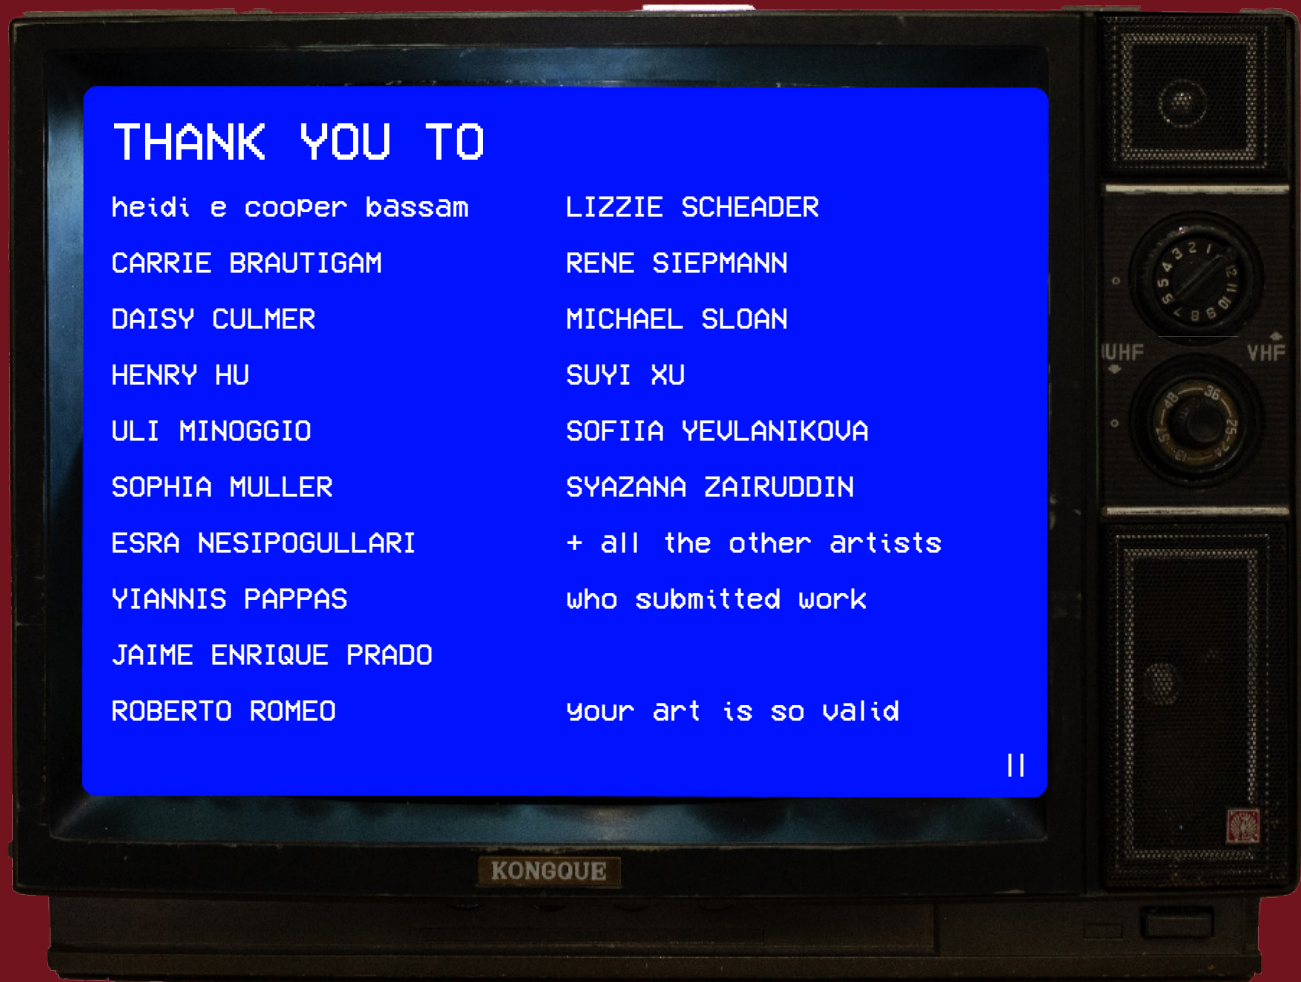 THANK YOU TO
heidi e cooper bassam
CARRIE BRAUTIGAM
DAISY CULMER
HENRY HU
ULI MINOGGIO
SOPHIA MULLER
ESRA NESIPOGULLARI
YIANNIS PAPPAS
JAIME ENRIQUE PRADO
ROBERTO ROMEO
LIZZIE SCHEADER
RENE SIEPMANN
MICHAEL SLOAN
SUYI XU
SOFIIA YEVLANIKOVA
SYAZANA ZAIRUDDIN
+ all the other artists
who submitted work
your art is so valid
UHF
VHF
KONGQUE